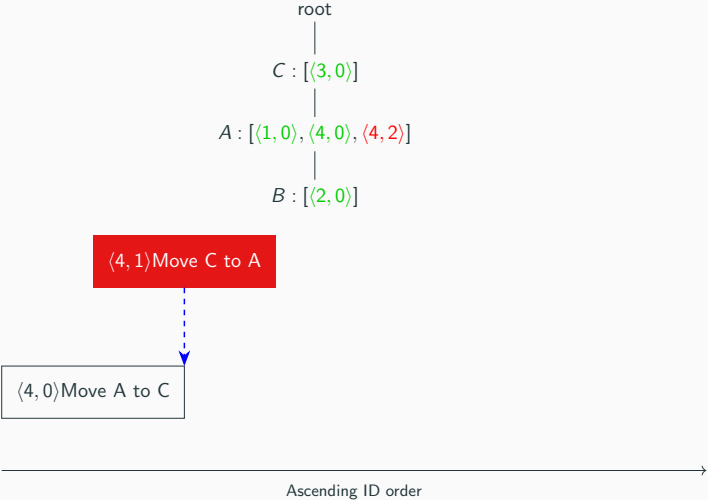 root
C : [⟨3, 0⟩]
A : [⟨1, 0⟩, ⟨4, 0⟩, ⟨4, 2⟩]
B : [⟨2, 0⟩]
⟨4, 1⟩Move C to A
⟨4, 0⟩Move A to C
Ascending ID order